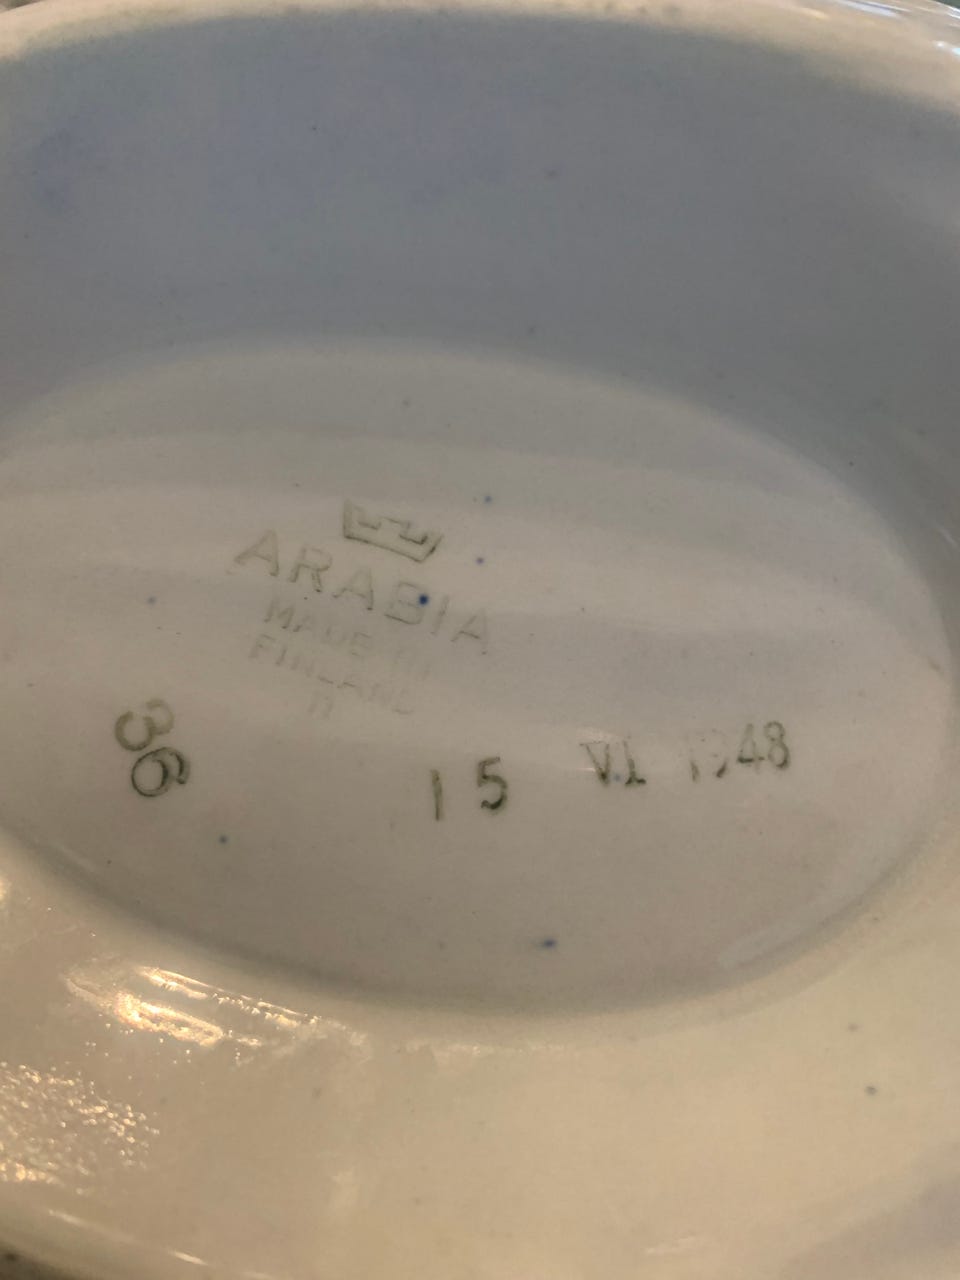 ARABIA
MADE IN
FINLAND
36
15 VI 1948